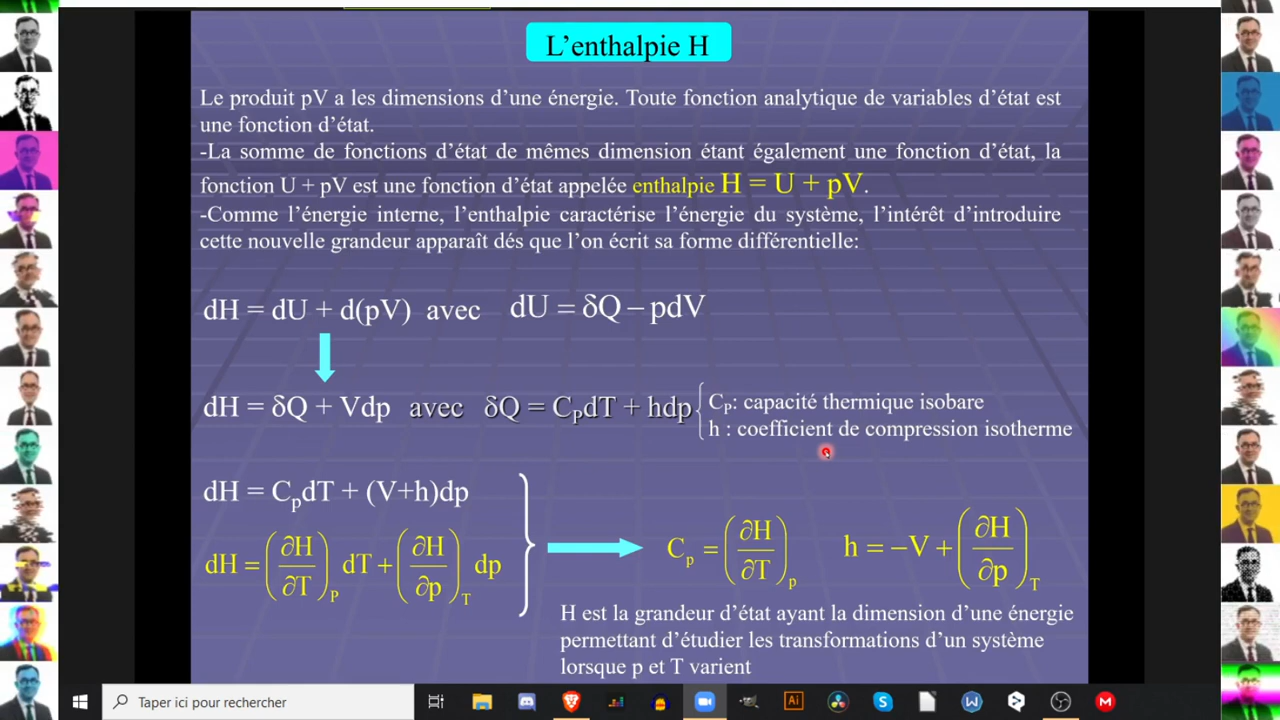 L’enthalpie H
Le produit pV a les dimensions d’une énergie. Toute fonction analytique de variables d’état est
une fonction d’état.
-La somme de fonctions d’état de mêmes dimension étant également une fonction d’état, la
fonction U + pV est une fonction d’état appelée enthalpie H = U + pV.
-Comme l’énergie interne, l’enthalpie caractérise l’énergie du système, l’intérêt d’introduire
cette nouvelle grandeur apparaît dés que l’on écrit sa forme différentielle:
dH = dU + d(pV) avec dU = δQ − pdV
dH = δQ + Vdp avec δQ = CPdT + hdp
CP: capacité thermique isobare
h : coefficient de compression isotherme
dH = CpdT + (V+h)dp
dH = (∂H/∂T)P dT + (∂H/∂p)T dp
Cp = (∂H/∂T)p h = −V + (∂H/∂p)T
H est la grandeur d’état ayant la dimension d’une énergie
permettant d’étudier les transformations d’un système
lorsque p et T varient
Taper ici pour rechercher